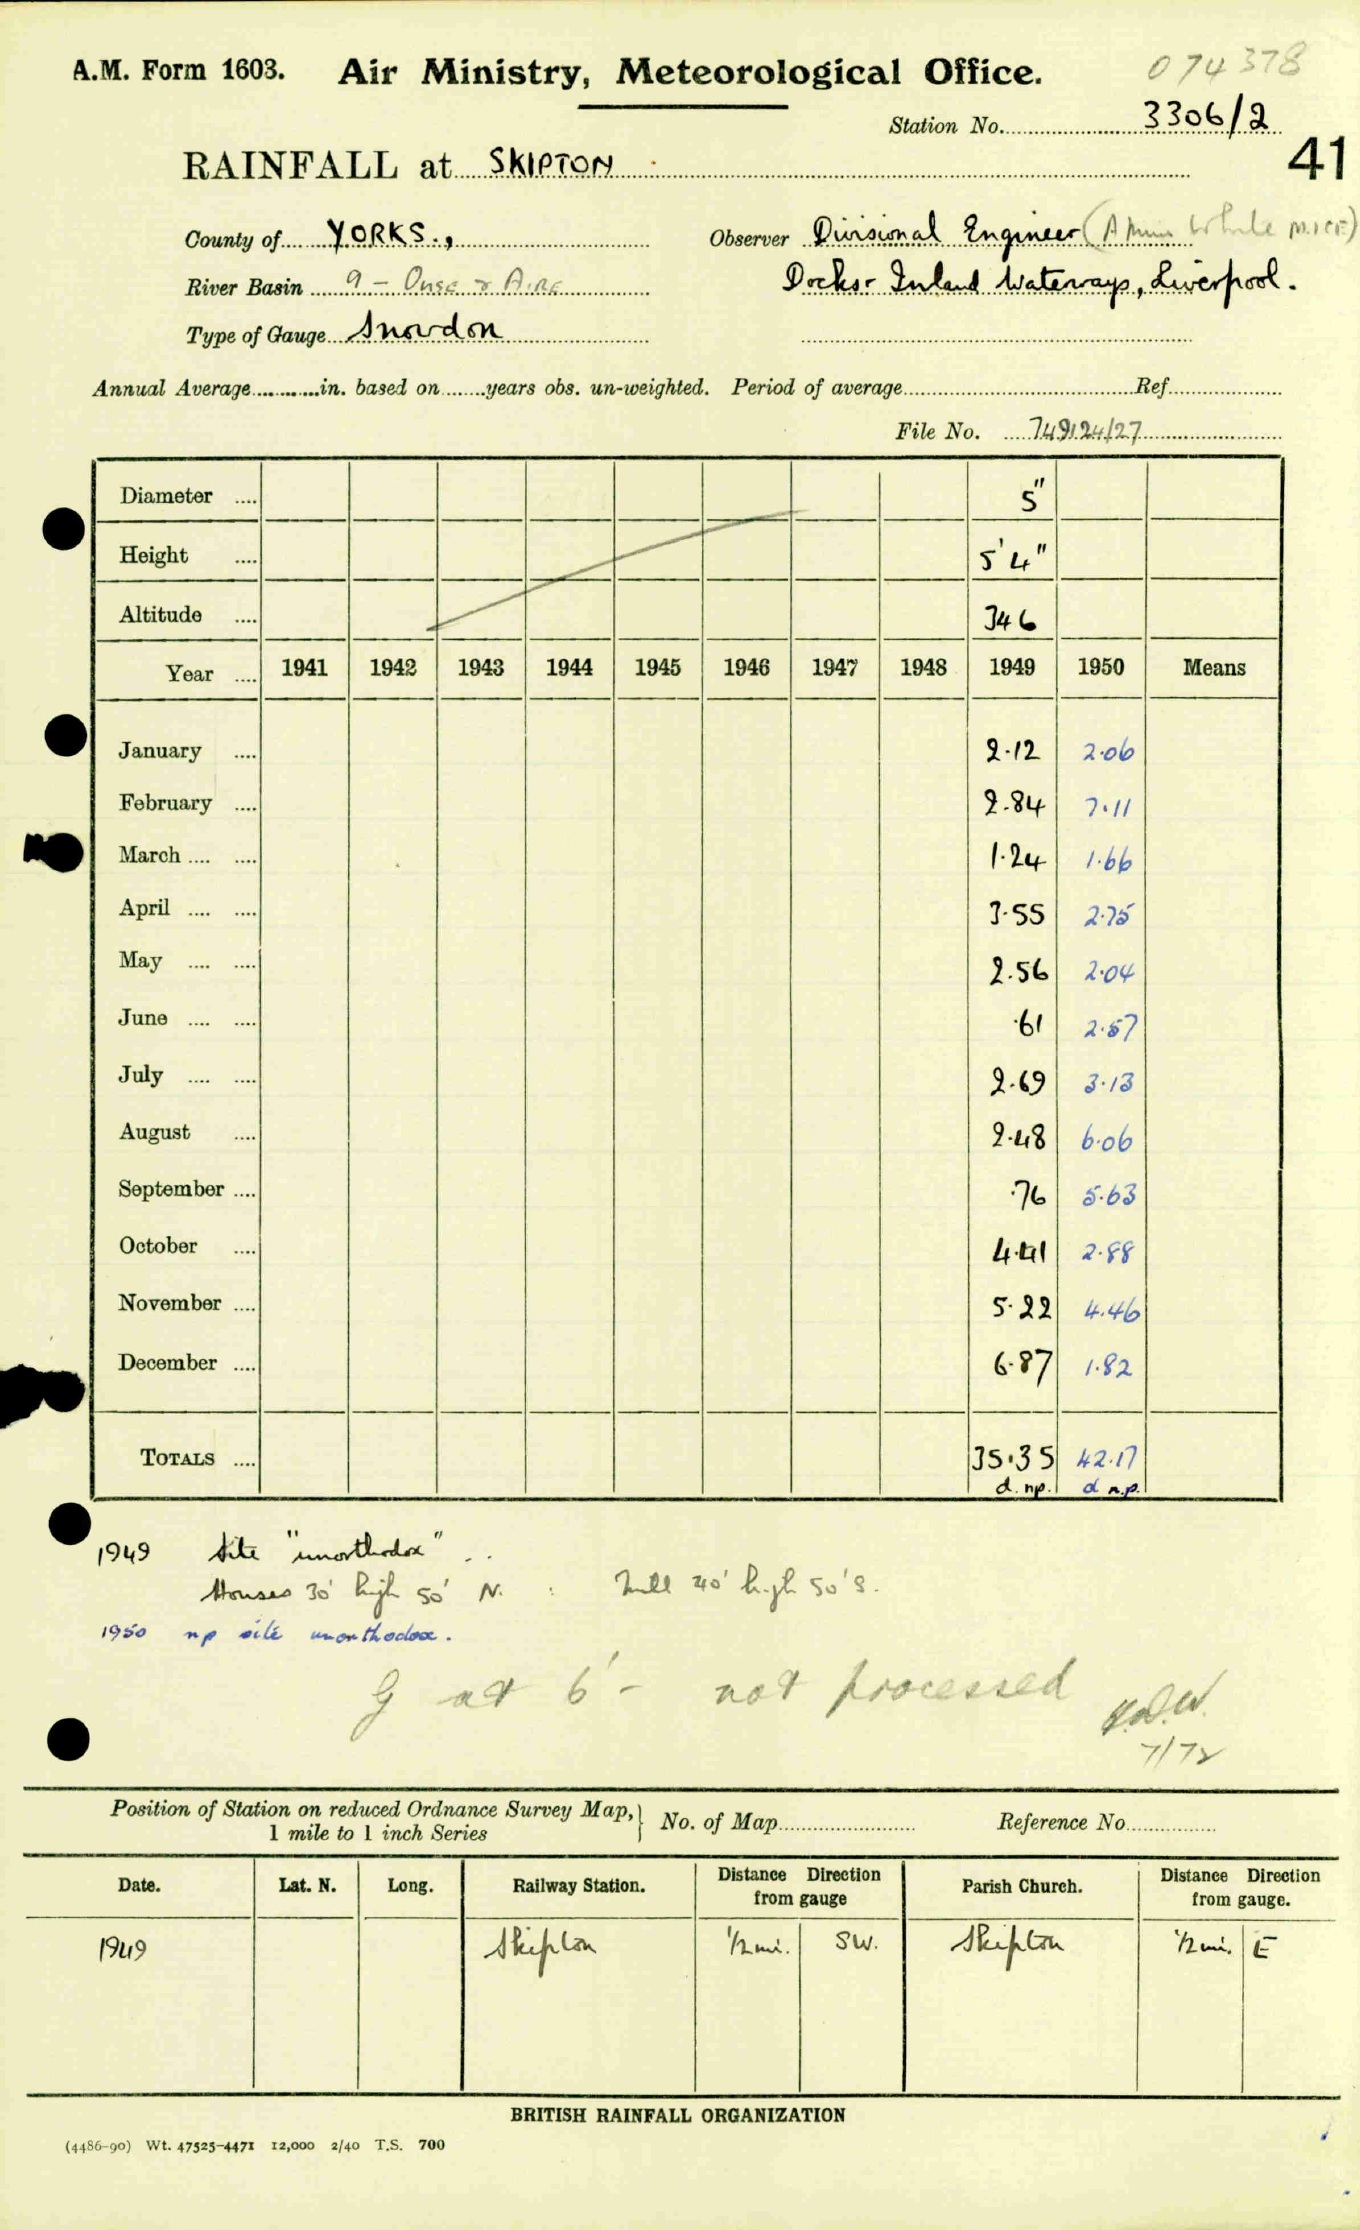 074378
A.M. Form 1603. Air Ministry, Meteorological Office.
Station No. 3306/2
41
RAINFALL at SKIPTON
County of YORKS., Observer Divisional Engineer (A White M.I.C.E)
River Basin 9 - Ouse & Aire Docks & Inland Waterways, Liverpool.
Type of Gauge Snowdon
Annual Average in. based on years obs. un-weighted. Period of average Ref.
File No. 749124/27
Diameter 5"
Height 5'4"
Altitude 346
Year 1941 1942 1943 1944 1945 1946 1947 1948 1949 1950 Means
January 2.12 2.06
February 2.84 7.11
March 1.24 1.66
April 3.55 2.75
May 2.56 2.04
June .61 2.57
July 2.69 3.13
August 2.48 6.06
September .76 5.63
October 4.41 2.88
November 5.22 4.46
December 6.87 1.82
TOTALS 35.35 42.17
d. np. d n.p.
1949 Site "unorthodox"
Houses 30' high 50' N. : Mill 40' high 50' S.
1950 np site unorthodox.
G at 6' - not processed
7/72
Position of Station on reduced Ordnance Survey Map, 1 mile to 1 inch Series } No. of Map Reference No.
Date. Lat. N. Long. Railway Station. Distance Direction from gauge Parish Church. Distance Direction from gauge.
1949 Skipton 1/2 mi. SW. Skipton 1/2 mi. E
BRITISH RAINFALL ORGANIZATION
(4486-90) Wt. 47525-4471 12,000 2/40 T.S. 700